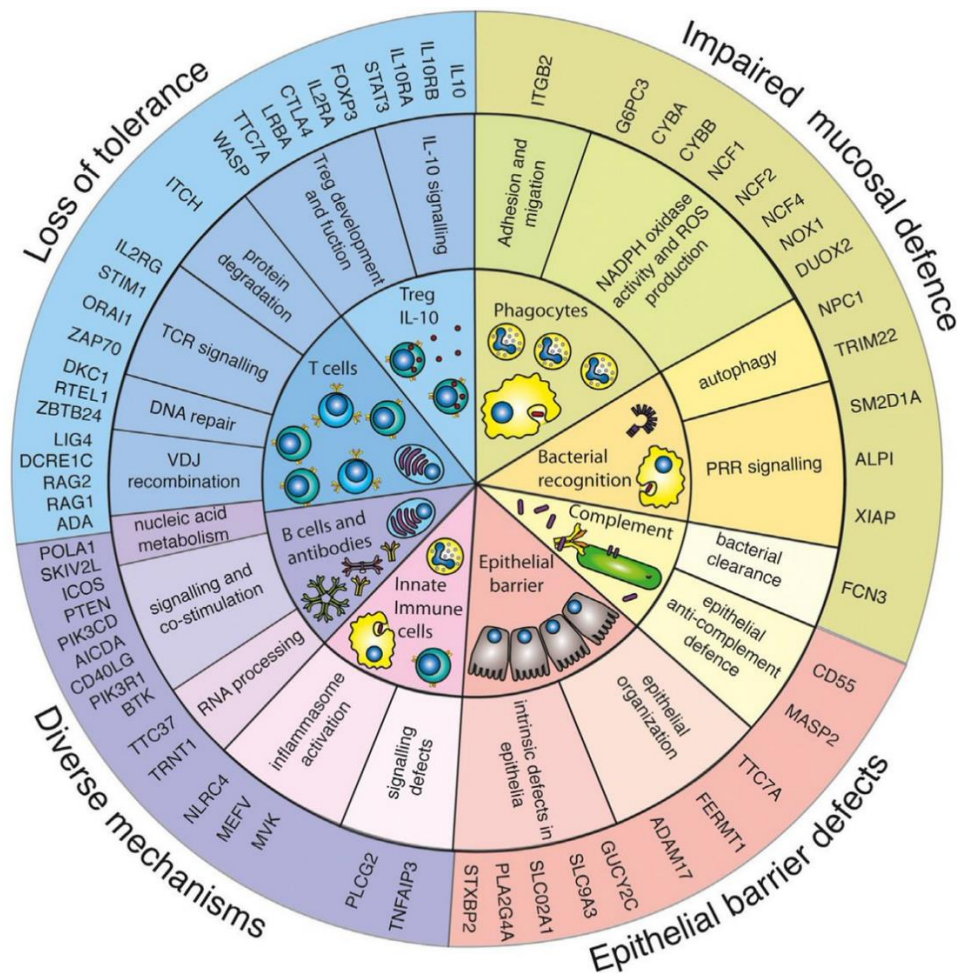 Loss of tolerance
Impaired mucosal defence
Epithelial barrier defects
Diverse mechanisms
ITGB2
G6PC3
CYBA
CYBB
NCF1
NCF2
NCF4
NOX1
DUOX2
NPC1
TRIM22
SM2D1A
ALPI
XIAP
FCN3
CD55
MASP2
TTC7A
FERMT1
ADAM17
GUCY2C
SLC9A3
SLC02A1
PLA2G4A
STXBP2
TNFAIP3
PLCG2
MVK
MEFV
NLRC4
TRNT1
TTC37
BTK
PIK3R1
CD40LG
AICDA
PIK3CD
PTEN
ICOS
SKIV2L
POLA1
ADA
RAG1
RAG2
DCRE1C
LIG4
ZBTB24
RTEL1
DKC1
ZAP70
ORAI1
STIM1
IL2RG
ITCH
WASP
TTC7A
LRBA
CTLA4
IL2RA
FOXP3
STAT3
IL10RA
IL10RB
IL10
Adhesion and
migration
NADPH oxidase
activity and ROS
production
autophagy
PRR signalling
bacterial
clearance
epithelial
anti-complement
defence
epithelial
organization
intrinsic defects in
epithelia
signalling
defects
inflammasome
activation
RNA processing
signalling and
co-stimulation
nucleic acid
metabolism
VDJ
recombination
DNA repair
TCR signalling
protein
degradation
Treg development
and fuction
IL-10 signalling
Phagocytes
Bacterial
recognition
Complement
Epithelial
barrier
Innate
Immune
cells
B cells and
antibodies
T cells
Treg
IL-10